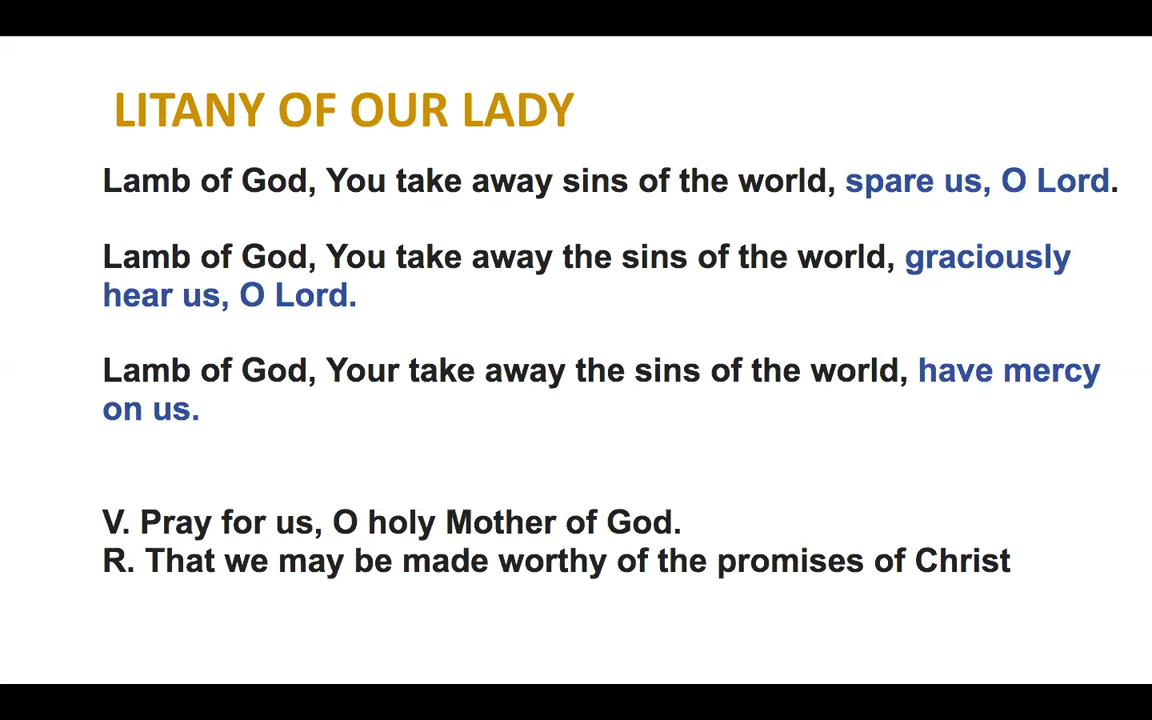 LITANY OF OUR LADY
Lamb of God, You take away sins of the world, spare us, O Lord.
Lamb of God, You take away the sins of the world, graciously
hear us, O Lord.
Lamb of God, Your take away the sins of the world, have mercy
on us.
V. Pray for us, O holy Mother of God.
R. That we may be made worthy of the promises of Christ